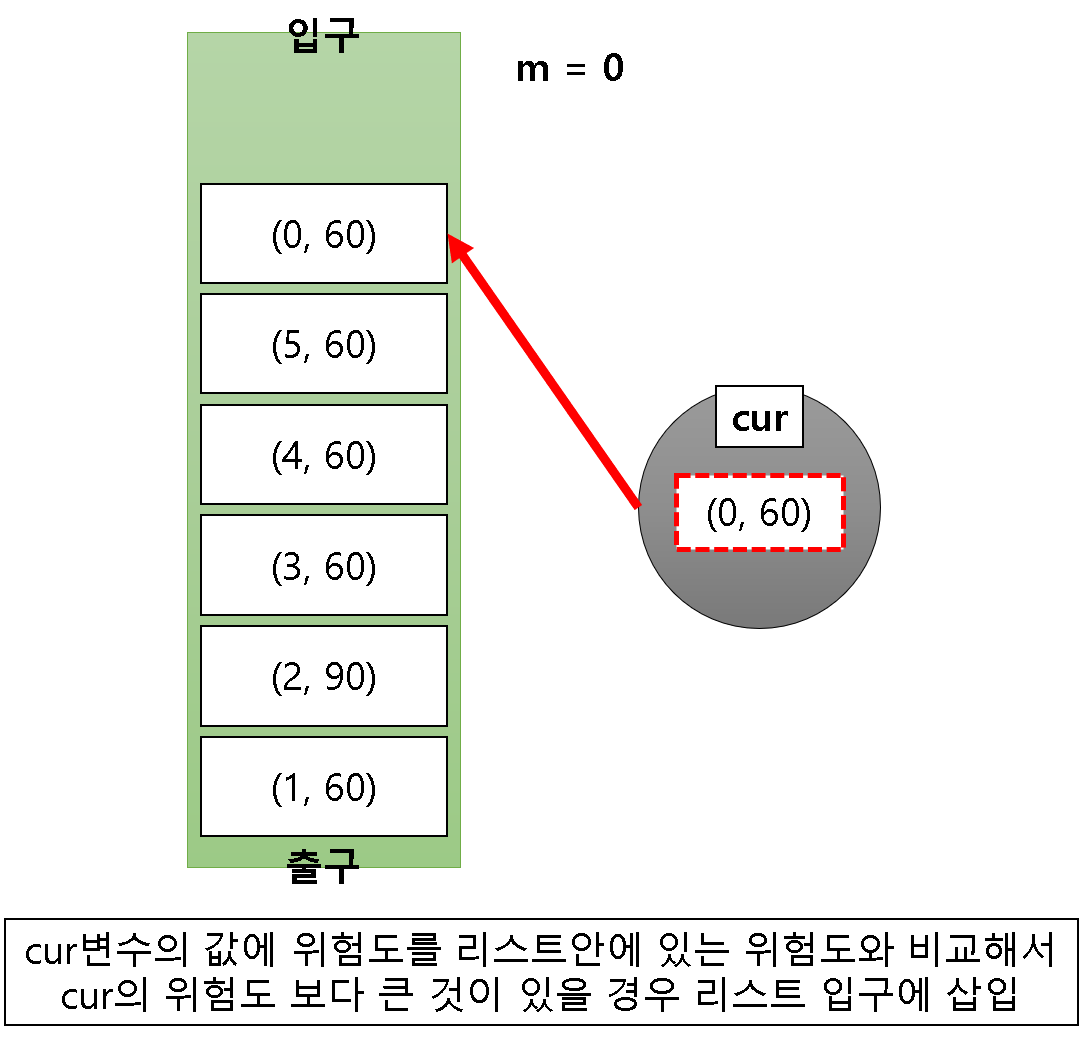 입구
m = 0
(0, 60)
(5, 60)
(4, 60)
(3, 60)
(2, 90)
(1, 60)
출구
cur
(0, 60)
cur변수의 값에 위험도를 리스트안에 있는 위험도와 비교해서
cur의 위험도 보다 큰 것이 있을 경우 리스트 입구에 삽입